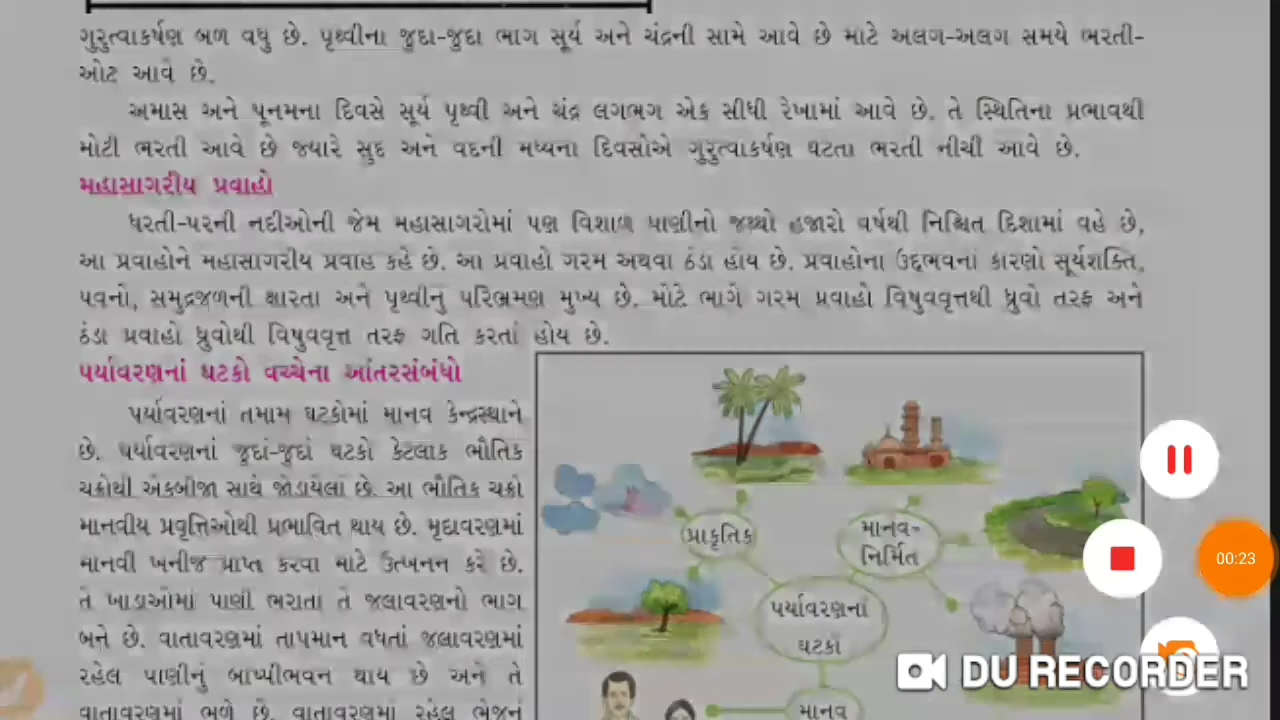 ગુરુત્વાકર્ષણ બળ વધુ છે. પૃથ્વીના જુદા-જુદા ભાગ સૂર્ય અને ચંદ્રની સામે આવે છે માટે અલગ-અલગ સમયે ભરતી-
ઓટ આવે છે.
અમાસ અને પૂનમના દિવસે સૂર્ય પૃથ્વી અને ચંદ્ર લગભગ એક સીધી રેખામાં આવે છે. તે સ્થિતિના પ્રભાવથી
મોટી ભરતી આવે છે જ્યારે સુદ અને વદની મધ્યના દિવસોએ ગુરુત્વાકર્ષણ ઘટતા ભરતી નીચી આવે છે.
મહાસાગરીય પ્રવાહો
ધરતી-પરની નદીઓની જેમ મહાસાગરોમાં પણ વિશાળ પાણીનો જથ્થો હજારો વર્ષથી નિશ્ચિત દિશામાં વહે છે,
આ પ્રવાહોને મહાસાગરીય પ્રવાહ કહે છે. આ પ્રવાહો ગરમ અથવા ઠંડા હોય છે. પ્રવાહોના ઉદ્દભવનાં કારણો સૂર્યશક્તિ,
પવનો, સમુદ્રજળની ક્ષારતા અને પૃથ્વીનું પરિભ્રમણ મુખ્ય છે. મોટે ભાગે ગરમ પ્રવાહો વિષુવવૃત્તથી ધ્રુવો તરફ અને
ઠંડા પ્રવાહો ધ્રુવોથી વિષુવવૃત્ત તરફ ગતિ કરતાં હોય છે.
પર્યાવરણનાં ઘટકો વચ્ચેના આંતરસંબંધો
પર્યાવરણનાં તમામ ઘટકોમાં માનવ કેન્દ્રસ્થાને
છે. પર્યાવરણનાં જુદાં-જુદાં ઘટકો કેટલાક ભૌતિક
ચક્રોથી એકબીજા સાથે જોડાયેલાં છે. આ ભૌતિક ચક્રો
માનવીય પ્રવૃત્તિઓથી પ્રભાવિત થાય છે. મૃદાવરણમાં
માનવી ખનીજ પ્રાપ્ત કરવા માટે ઉત્ખનન કરે છે.
તે ખાડાઓમાં પાણી ભરાતા તે જલાવરણનો ભાગ
બને છે. વાતાવરણમાં તાપમાન વધતાં જલાવરણમાં
રહેલ પાણીનું બાષ્પીભવન થાય છે અને તે
વાતાવરણમાં ભળે છે. વાતાવરણમાં રહેલ ભેજનું
પ્રાકૃતિક
માનવ-
નિર્મિત
પર્યાવરણનાં
ઘટકો
માનવ
00:23
DU RECORDER